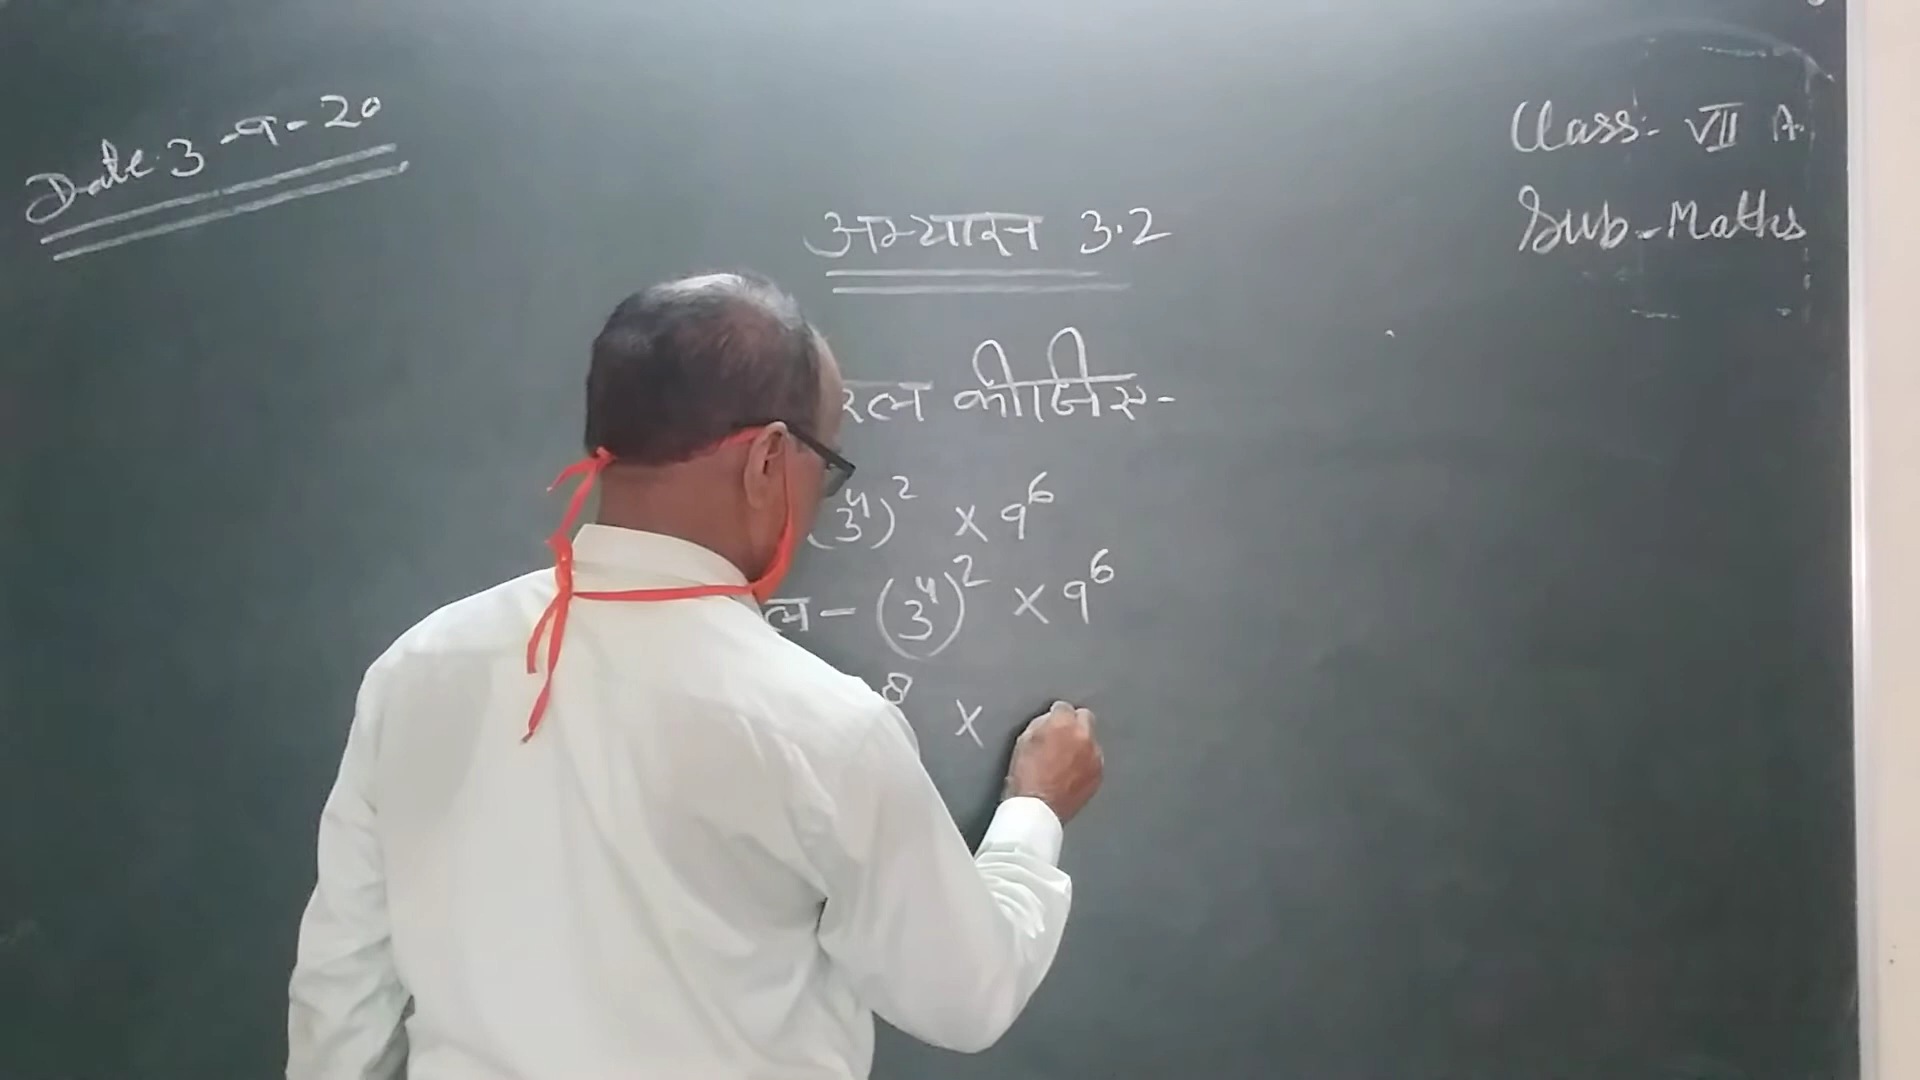 Date 3-9-20
Class:- VII A.
Sub-Maths
अभ्यास 3.2
रल कीजिए-
(3⁴)² × 9⁶
ल- (3⁴)² × 9⁶
⁸ ×